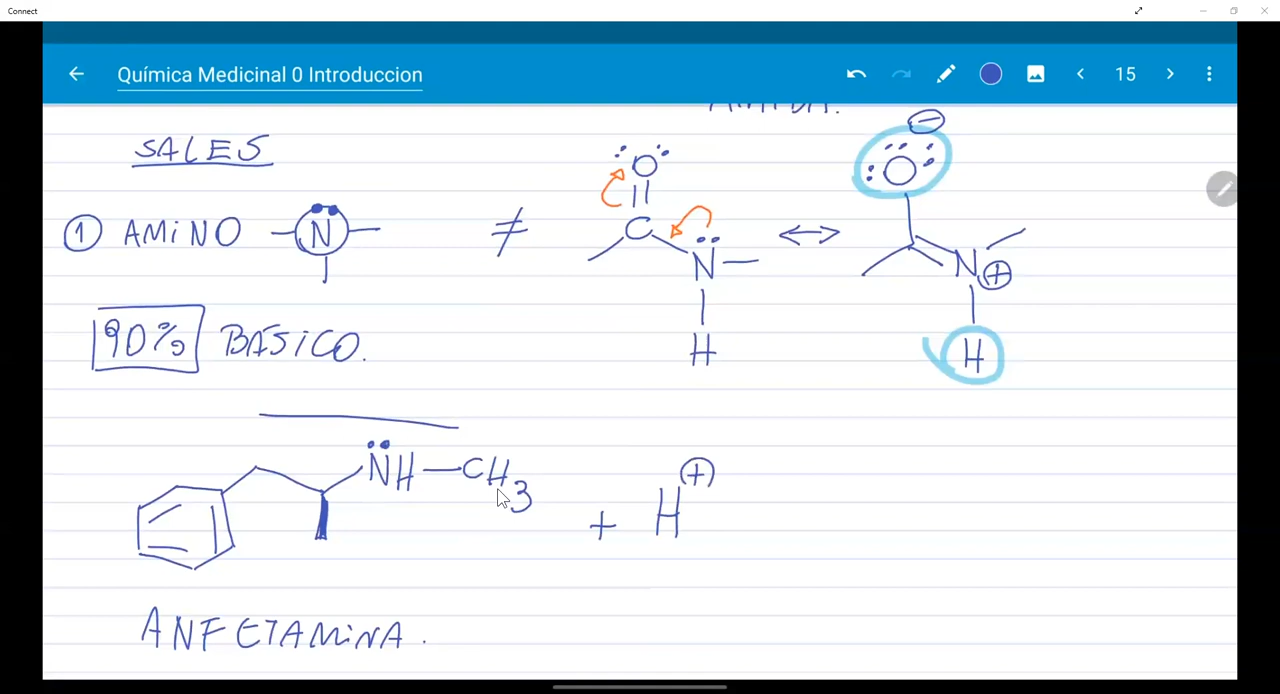 Connect
Química Medicinal 0 Introduccion
15
SALES
① AMINO N ≠ O C N H ↔ O ⊖ N ⊕ H
90% BÁSICO.
NH-CH3 + H⊕
ANFETAMINA.